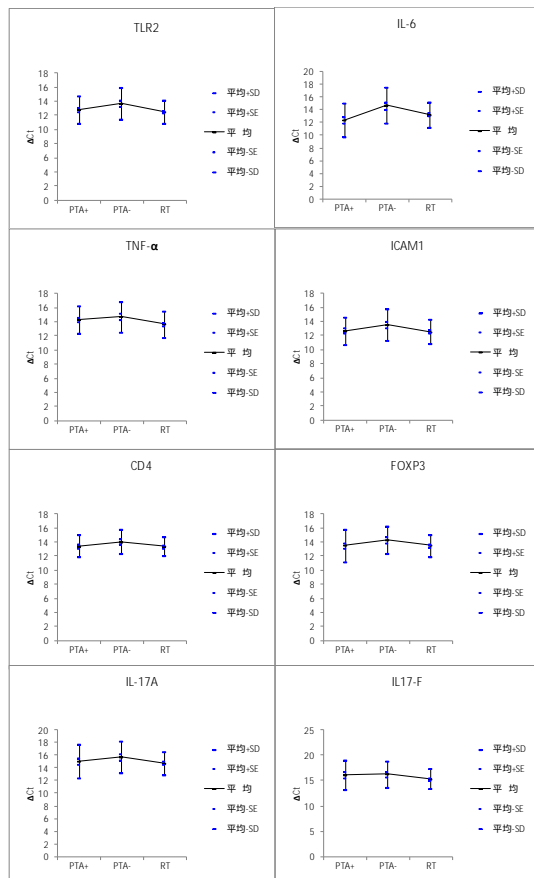 TLR2
18
16
14
12
10
8
6
4
2
0
ΔCt
PTA+ PTA- RT
平均+SD
平均+SE
平 均
平均-SE
平均-SD
IL-6
20
18
16
14
12
10
8
6
4
2
0
ΔCt
PTA+ PTA- RT
平均+SD
平均+SE
平 均
平均-SE
平均-SD
TNF-α
18
16
14
12
10
8
6
4
2
0
ΔCt
PTA+ PTA- RT
平均+SD
平均+SE
平 均
平均-SE
平均-SD
ICAM1
18
16
14
12
10
8
6
4
2
0
ΔCt
PTA+ PTA- RT
平均+SD
平均+SE
平 均
平均-SE
平均-SD
CD4
18
16
14
12
10
8
6
4
2
0
ΔCt
PTA+ PTA- RT
平均+SD
平均+SE
平 均
平均-SE
平均-SD
FOXP3
18
16
14
12
10
8
6
4
2
0
ΔCt
PTA+ PTA- RT
平均+SD
平均+SE
平 均
平均-SE
平均-SD
IL-17A
20
18
16
14
12
10
8
6
4
2
0
ΔCt
PTA+ PTA- RT
平均+SD
平均+SE
平 均
平均-SE
平均-SD
IL17-F
25
20
15
10
5
0
ΔCt
PTA+ PTA- RT
平均+SD
平均+SE
平 均
平均-SE
平均-SD